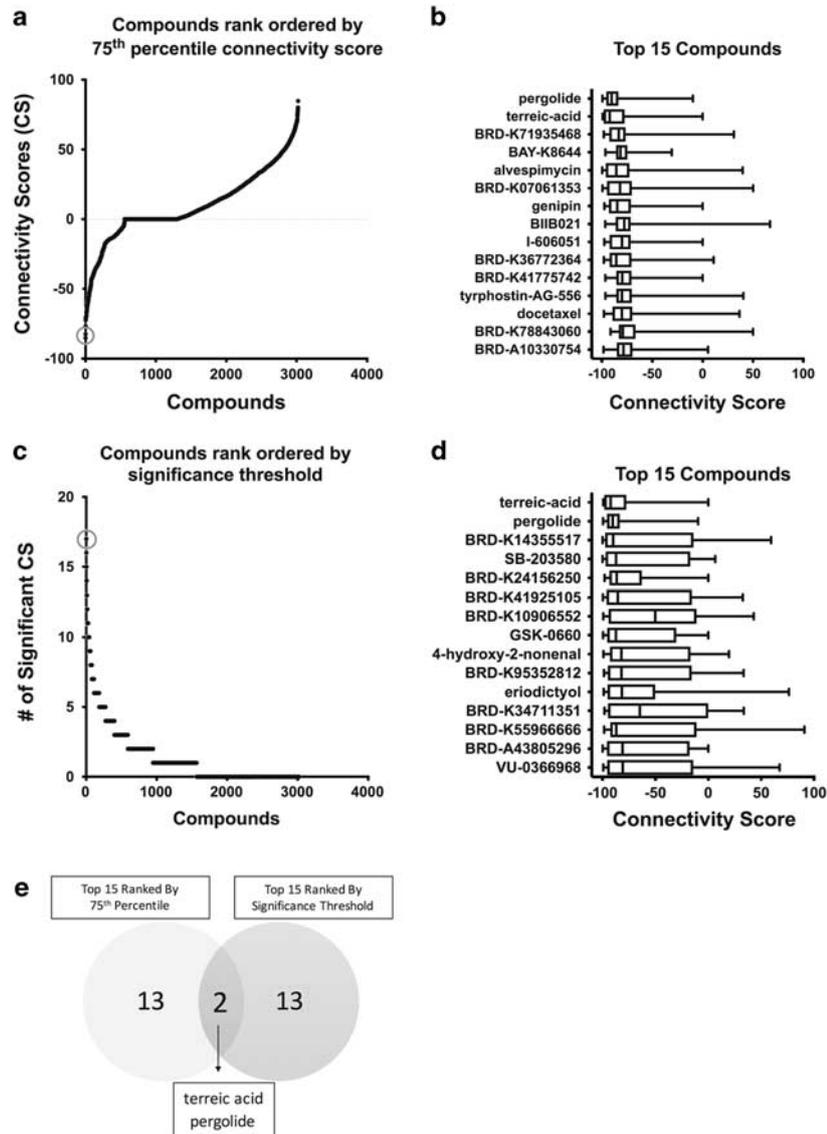 a
Compounds rank ordered by
75th percentile connectivity score
Connectivity Scores (CS)
100
50
0
-50
-100
0
1000
2000
3000
4000
Compounds
b
Top 15 Compounds
pergolide
terreic-acid
BRD-K71935468
BAY-K8644
alvespimycin
BRD-K07061353
genipin
BIIB021
I-606051
BRD-K36772364
BRD-K41775742
tyrphostin-AG-556
docetaxel
BRD-K78843060
BRD-A10330754
-100
-50
0
50
100
Connectivity Score
c
Compounds rank ordered by
significance threshold
# of Significant CS
20
15
10
5
0
0
1000
2000
3000
4000
Compounds
d
Top 15 Compounds
terreic-acid
pergolide
BRD-K14355517
SB-203580
BRD-K24156250
BRD-K41925105
BRD-K10906552
GSK-0660
4-hydroxy-2-nonenal
BRD-K95352812
eriodictyol
BRD-K34711351
BRD-K55966666
BRD-A43805296
VU-0366968
-100
-50
0
50
100
Connectivity Score
e
Top 15 Ranked By
75th Percentile
Top 15 Ranked By
Significance Threshold
13
2
13
terreic acid
pergolide